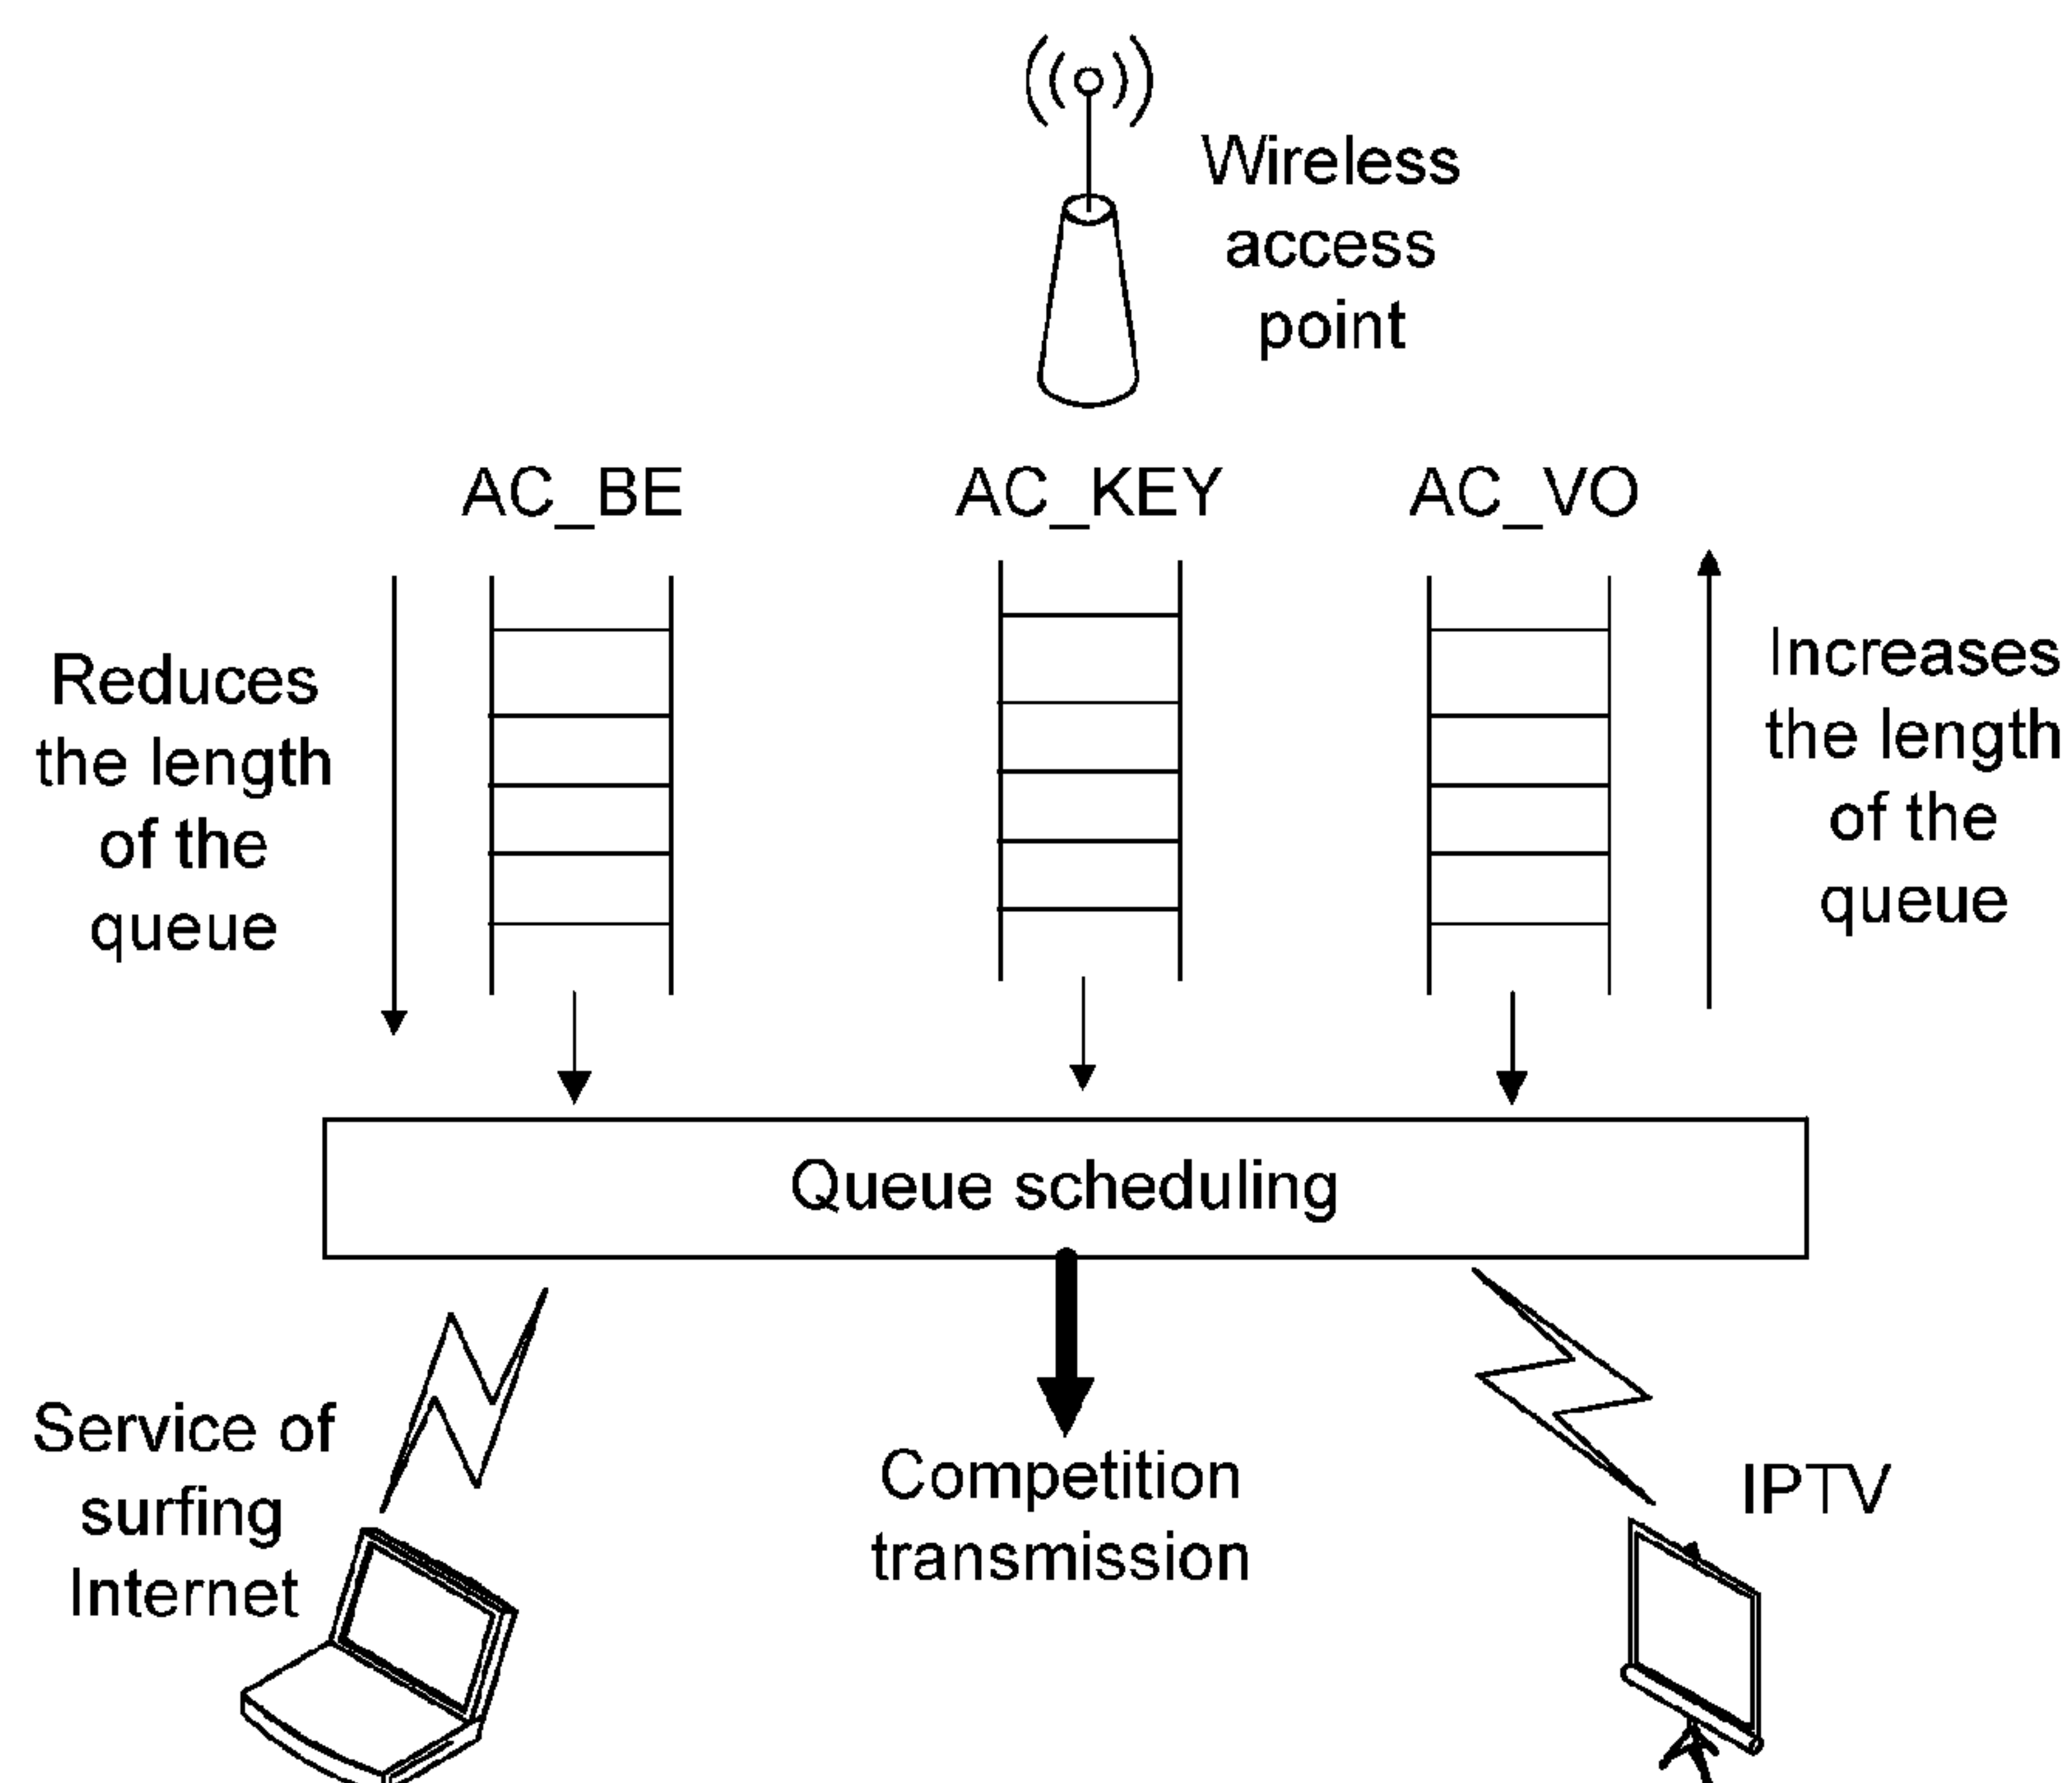 Wireless
access
point
AC_BE
AC_KEY
AC_VO
Reduces
the length
of the
queue
Increases
the length
of the
queue
Queue scheduling
Service of
surfing
Internet
Competition
transmission
IPTV